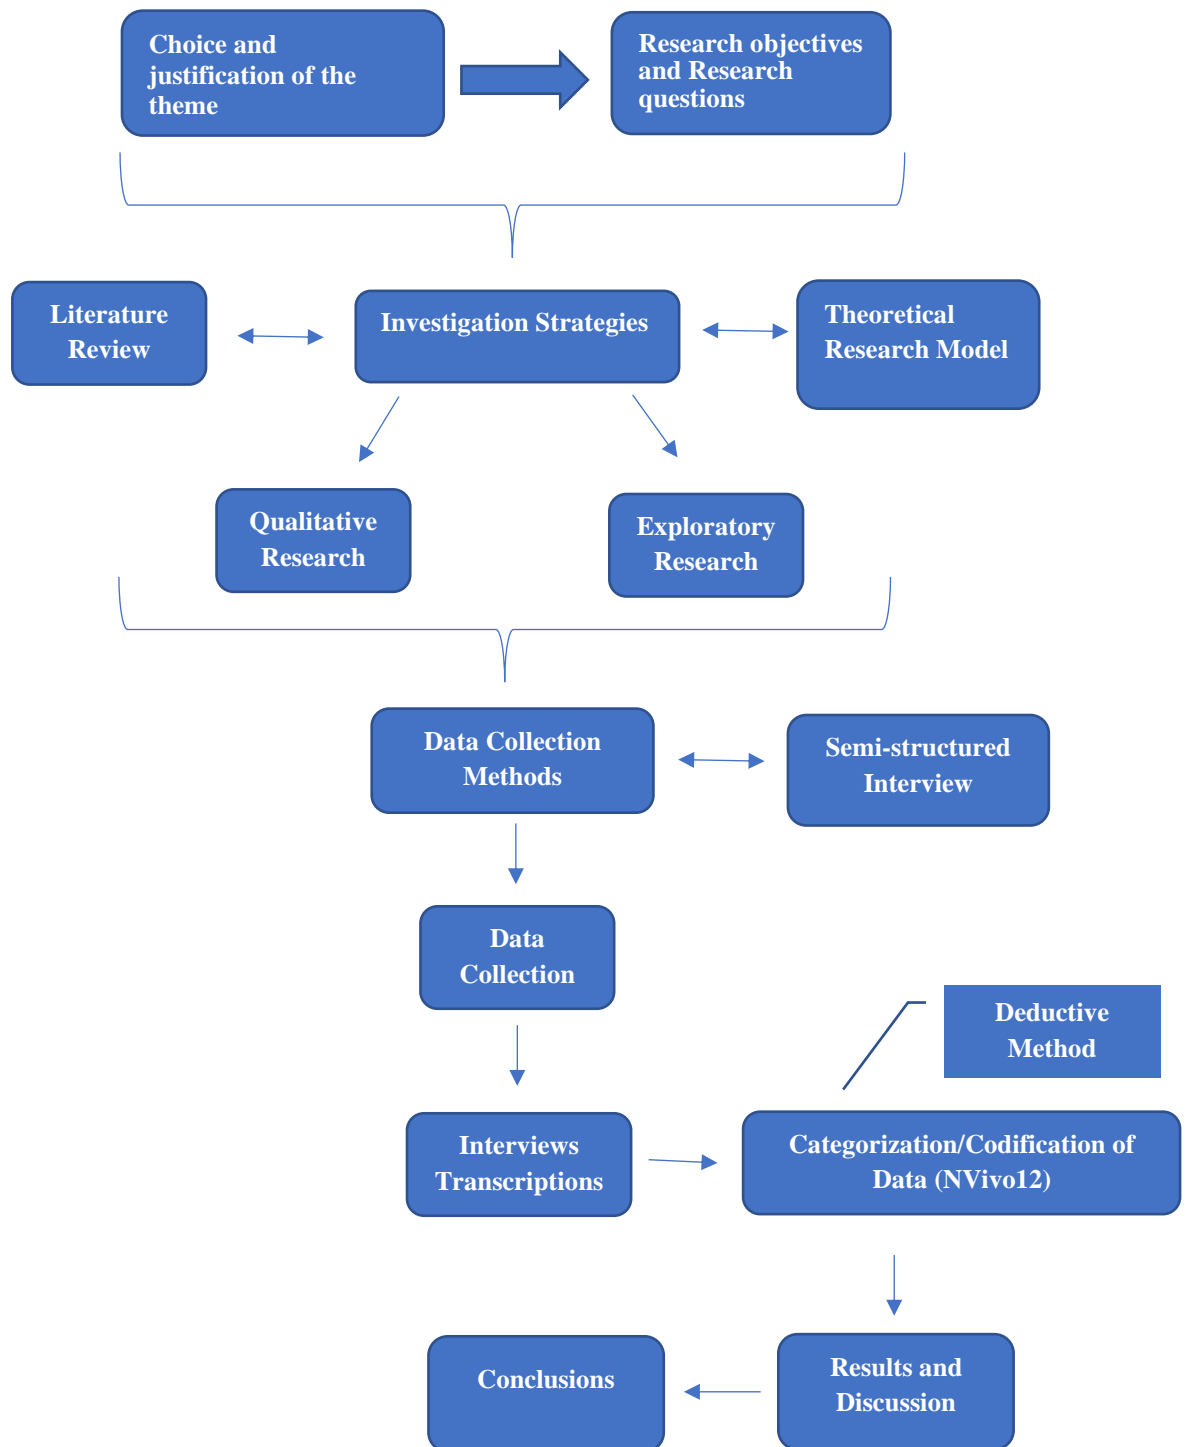 Choice and
justification of the
theme
Research objectives
and Research
questions
Literature
Review
Investigation Strategies
Theoretical
Research Model
Qualitative
Research
Exploratory
Research
Data Collection
Methods
Semi-structured
Interview
Data
Collection
Deductive
Method
Interviews
Transcriptions
Categorization/Codification of
Data (NVivo12)
Conclusions
Results and
Discussion